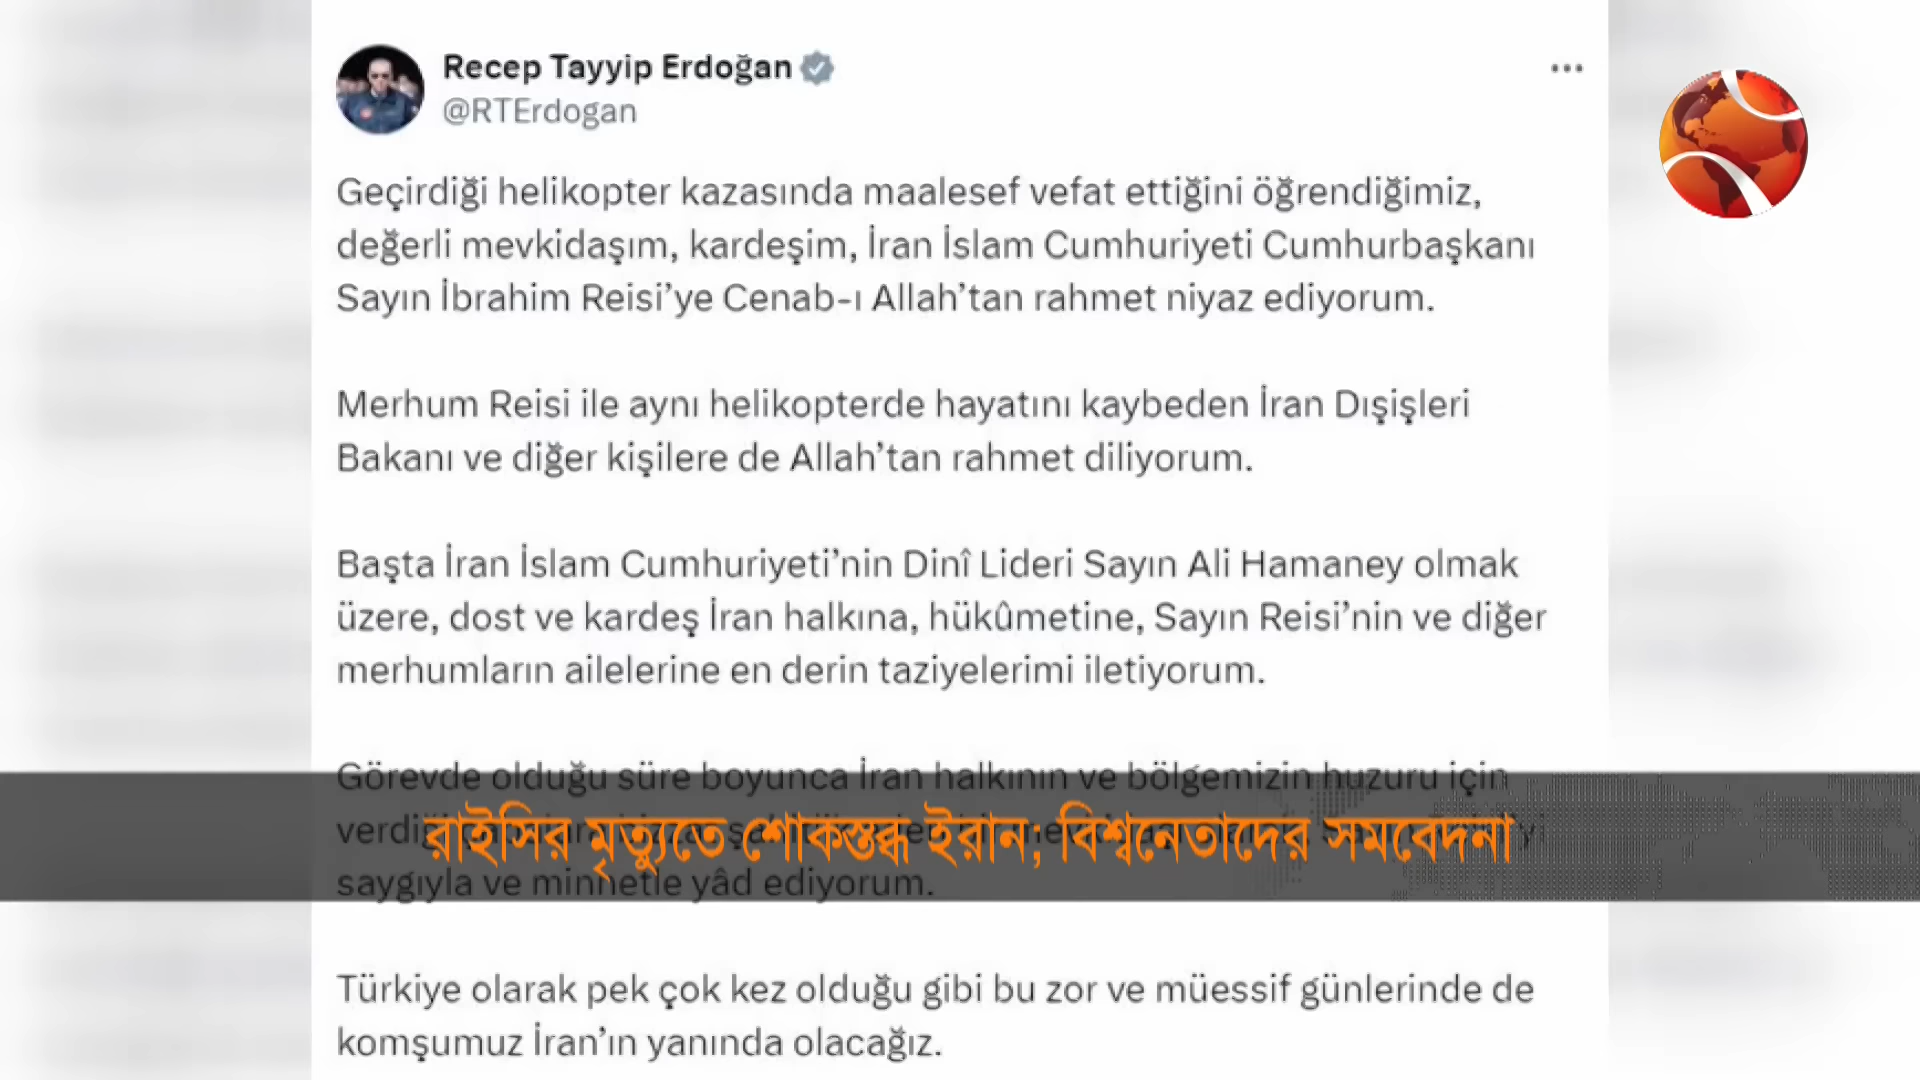 Recep Tayyip Erdoğan
@RTErdogan
Geçirdiği helikopter kazasında maalesef vefat ettiğini öğrendiğimiz,
değerli mevkidaşım, kardeşim, İran İslam Cumhuriyeti Cumhurbaşkanı
Sayın İbrahim Reisi’ye Cenab-ı Allah’tan rahmet niyaz ediyorum.
Merhum Reisi ile aynı helikopterde hayatını kaybeden İran Dışişleri
Bakanı ve diğer kişilere de Allah’tan rahmet diliyorum.
Başta İran İslam Cumhuriyeti’nin Dinî Lideri Sayın Ali Hamaney olmak
üzere, dost ve kardeş İran halkına, hükûmetine, Sayın Reisi’nin ve diğer
merhumların ailelerine en derin taziyelerimi iletiyorum.
Görevde olduğu süre boyunca İran halkının ve bölgemizin huzuru için
রাইসির মৃত্যুতে শোকস্তব্ধ ইরান; বিশ্বনেতাদের সমবেদনা
saygıyla ve minnetle yâd ediyorum.
Türkiye olarak pek çok kez olduğu gibi bu zor ve müessif günlerinde de
komşumuz İran’ın yanında olacağız.